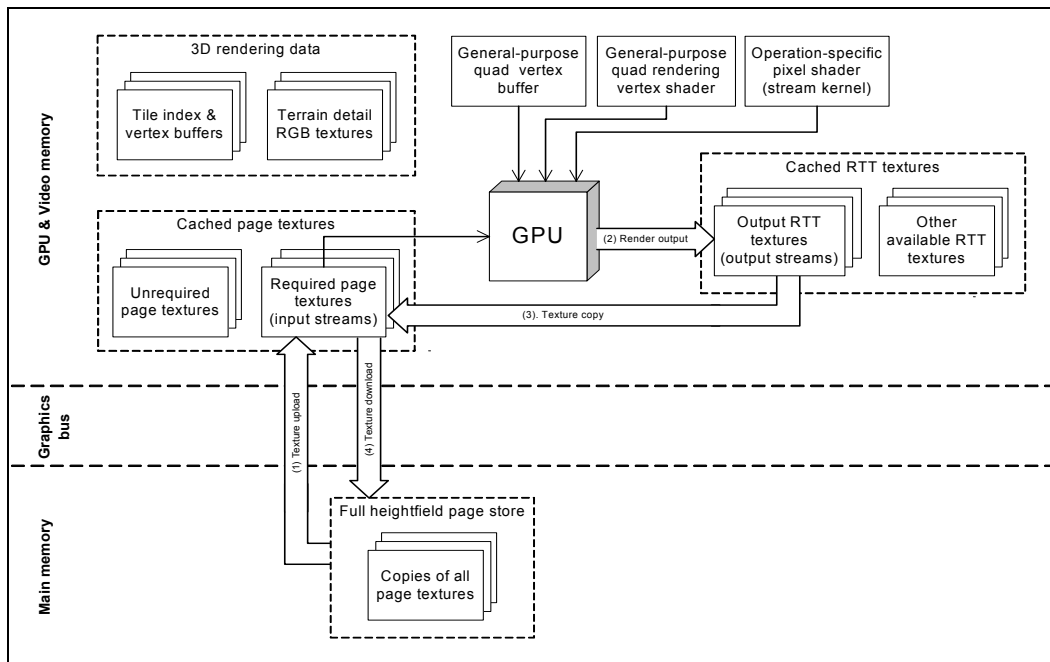 GPU & Video memory
3D rendering data
Tile index &
vertex buffers
Terrain detail
RGB textures
General-purpose
quad vertex
buffer
General-purpose
quad rendering
vertex shader
Operation-specific
pixel shader
(stream kernel)
Cached RTT textures
Output RTT
textures
(output streams)
Other
available RTT
textures
GPU
(2) Render output
Cached page textures
Unrequired
page textures
Required page
textures
(input streams)
(3). Texture copy
Graphics
bus
(1) Texture upload
(4) Texture download
Main memory
Full heightfield page store
Copies of all
page textures